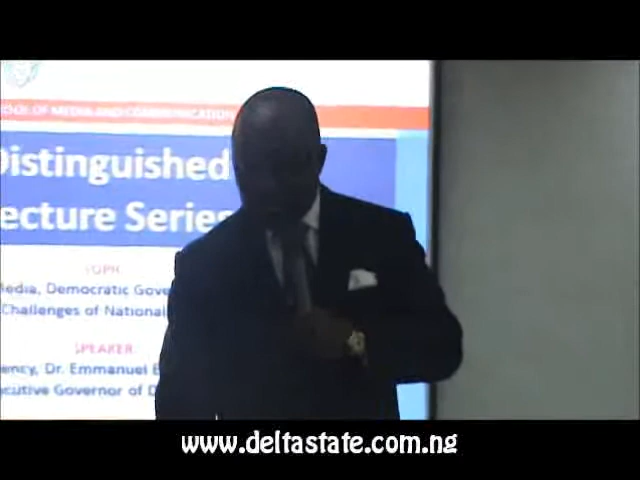 OOL OF MEDIA AND COMMUNICATION
Distinguished
ecture Series
TOPIC
Media, Democratic Gove
Challenges of National
SPEAKER
ency, Dr. Emmanuel E
cutive Governor of D
www.deltastate.com.ng